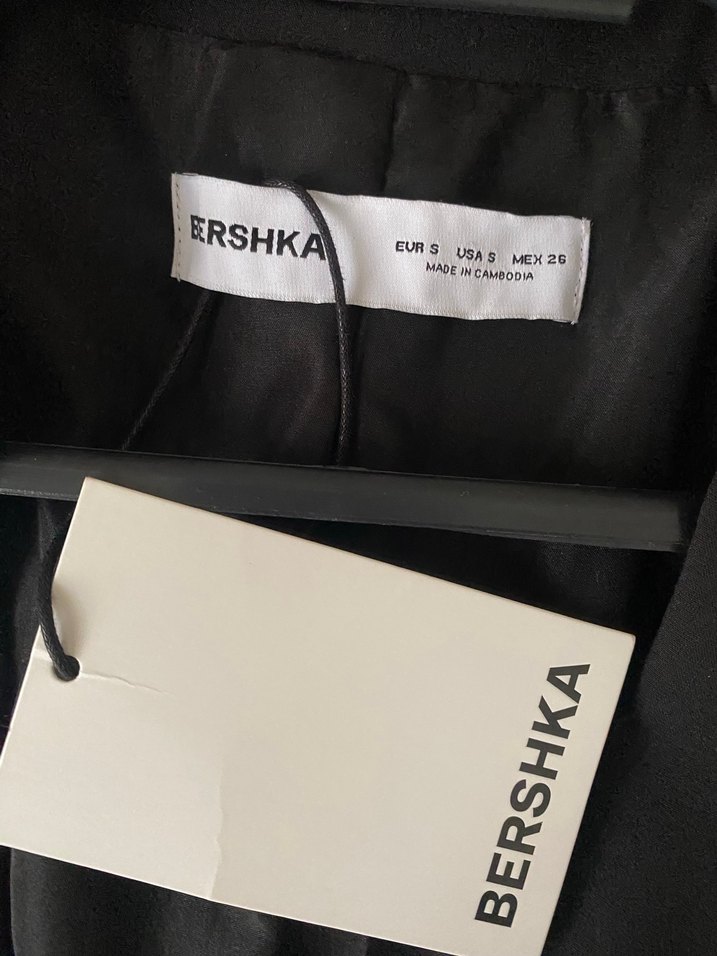 BERSHKA
EUR S USA S MEX 26
MADE IN CAMBODIA
BERSHKA